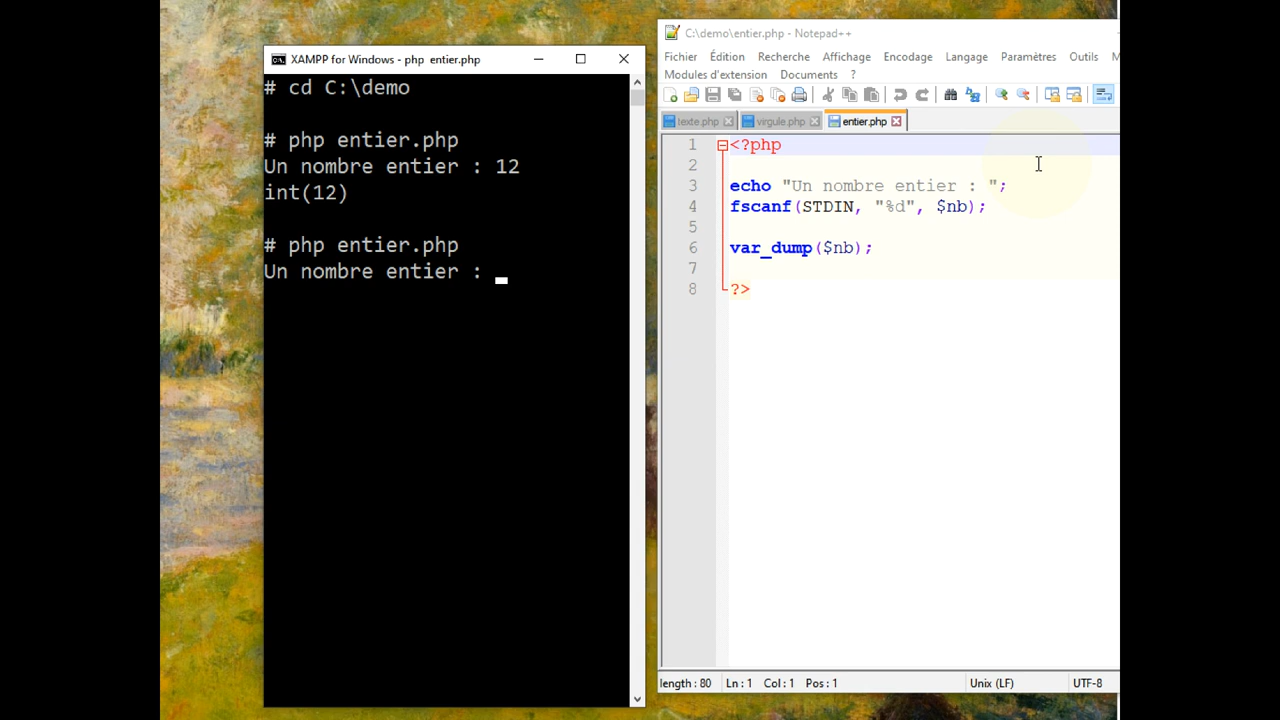 XAMPP for Windows - php  entier.php
# cd C:\demo
# php entier.php
Un nombre entier : 12
int(12)
# php entier.php
Un nombre entier :
C:\demo\entier.php - Notepad++
Fichier Édition Recherche Affichage Encodage Langage Paramètres Outils M
Modules d'extension Documents ?
texte.php virgule.php entier.php
1 <?php
2
3 echo "Un nombre entier : ";
4 fscanf(STDIN, "%d", $nb);
5
6 var_dump($nb);
7
8 ?>
length : 80 Ln : 1 Col : 1 Pos : 1 Unix (LF) UTF-8